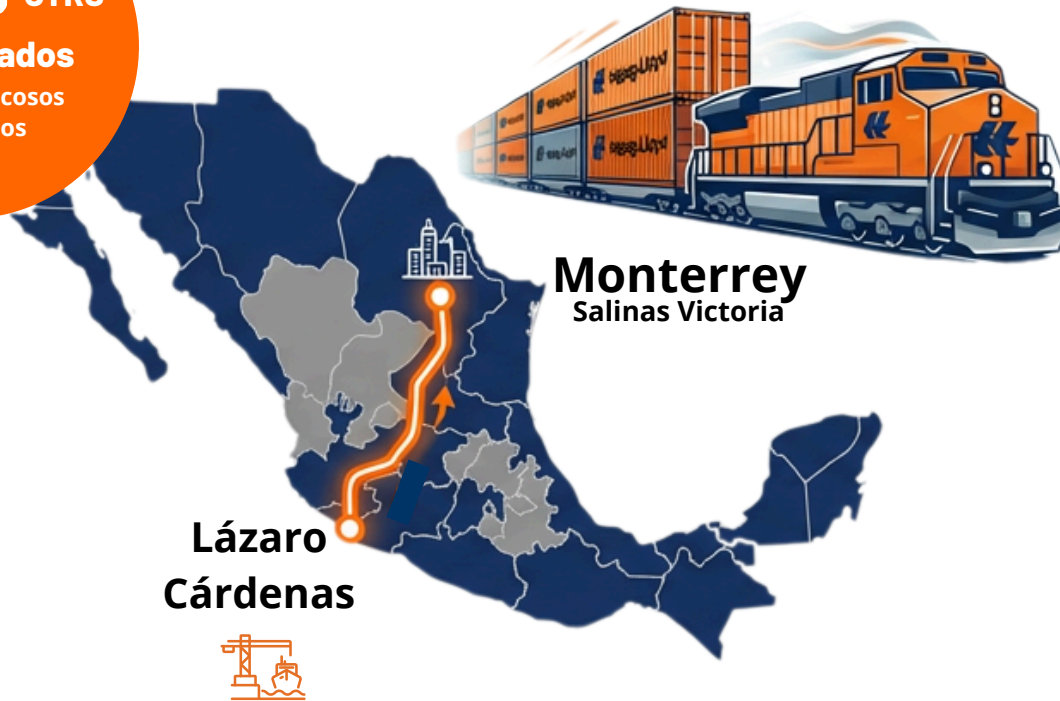 ados
cosos
os
Monterrey
Salinas Victoria
Lázaro
Cárdenas